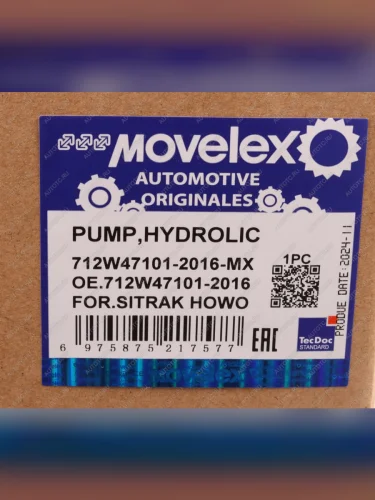 MOVELEX
AUTOMOTIVE
ORIGINALES
PUMP,HYDROLIC
712W47101-2016-MX
OE.712W47101-2016
FOR.SITRAK HOWO
1PC
PRODUE DATE: 2024-11
6 975875 217577
EAC
TecDoc
STANDARD